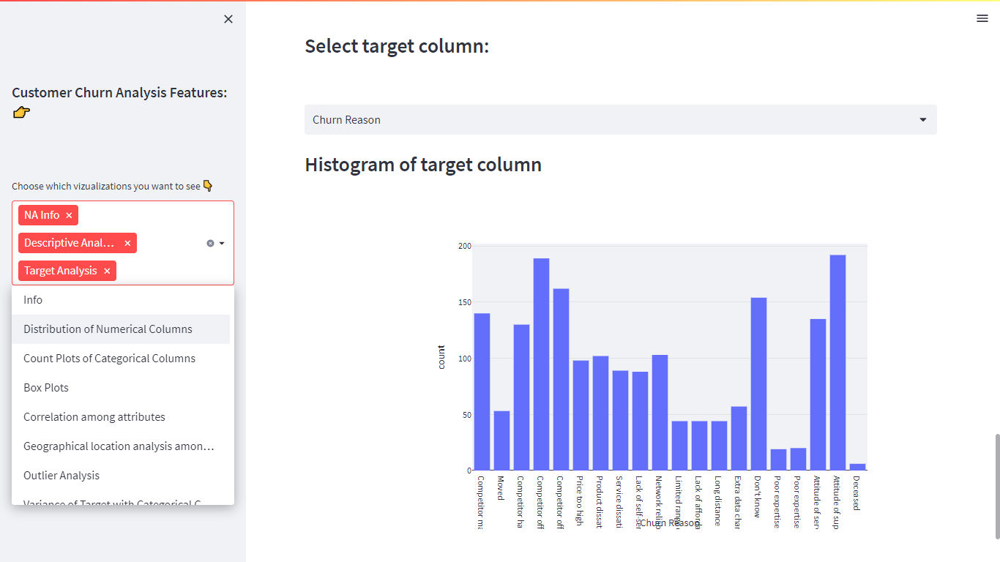 Customer Churn Analysis Features:
Choose which vizualizations you want to see
NA Info
Descriptive Anal…
Target Analysis
Info
Distribution of Numerical Columns
Count Plots of Categorical Columns
Box Plots
Correlation among attributes
Geographical location analysis amon…
Outlier Analysis
Variance of Target with Categorical C
Select target column:
Churn Reason
Histogram of target column
200
150
100
50
0
count
Competitor
Moved
Competitor ha
Competitor off
Competitor off
Price too high
Product dissat
Service dissati
Lack of self-ser
Network
Limited
Lack of
Long distance
Extra data char
Don't know
Poor expertise
Poor expertise
Attitude of ser
Attitude of sup
Deceased
Churn Reason